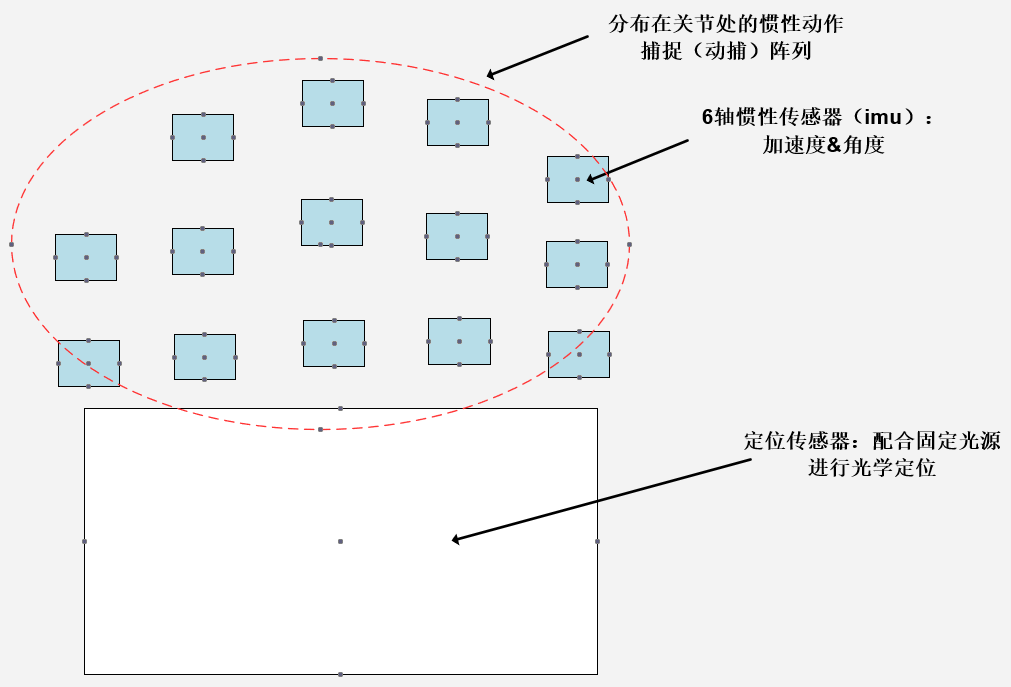 分布在关节处的惯性动作
捕捉（动捕）阵列
6轴惯性传感器（imu）：
加速度&角度
定位传感器：配合固定光源
进行光学定位